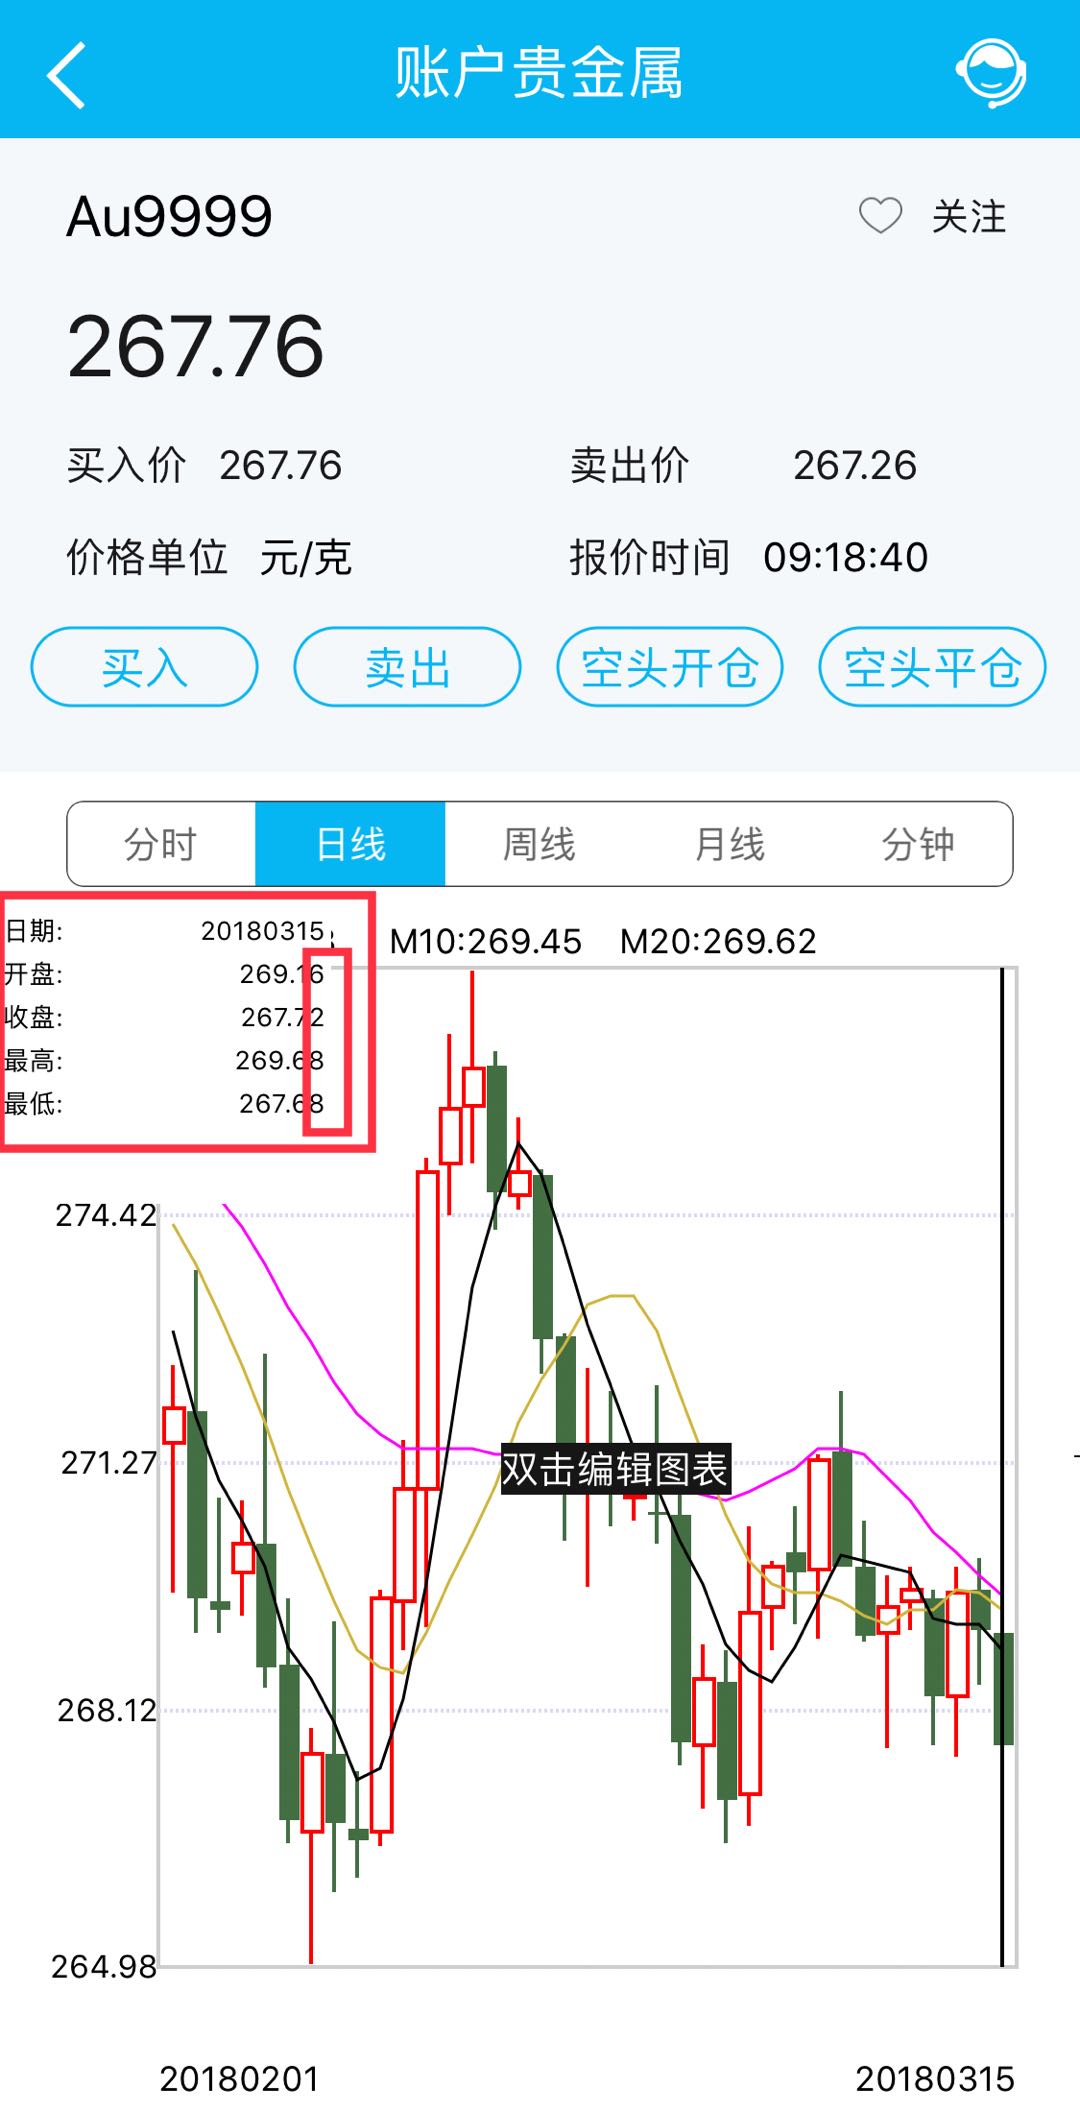 账户贵金属
Au9999
关注
267.76
买入价 267.76 卖出价 267.26
价格单位 元/克 报价时间 09:18:40
买入 卖出 空头开仓 空头平仓
分时 日线 周线 月线 分钟
日期: 20180315
M10:269.45 M20:269.62
开盘: 269.16
收盘: 267.72
最高: 269.68
最低: 267.68
274.42
271.27
双击编辑图表
268.12
264.98
20180201 20180315